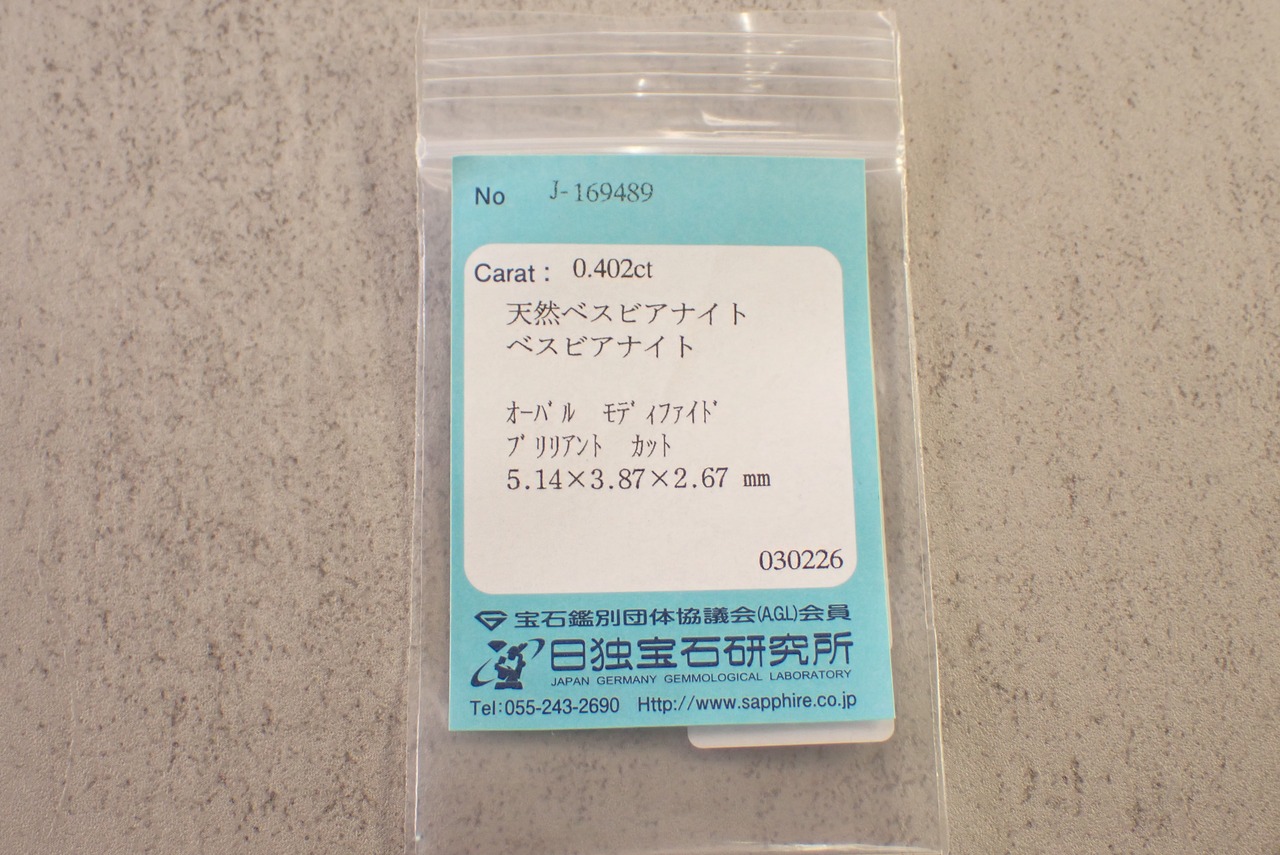 No J-169489
Carat : 0.402ct
天然ベスビアナイト
ベスビアナイト
ｵｰﾊﾞﾙ ﾓﾃﾞｨﾌｧｲﾄﾞ
ﾌﾞﾘﾘｱﾝﾄ ｶｯﾄ
5.14×3.87×2.67 mm
030226
宝石鑑別団体協議会(A.G.L)会員
日独宝石研究所
JAPAN GERMANY GEMMOLOGICAL LABORATORY
Tel:055-243-2690 Http://www.sapphire.co.jp